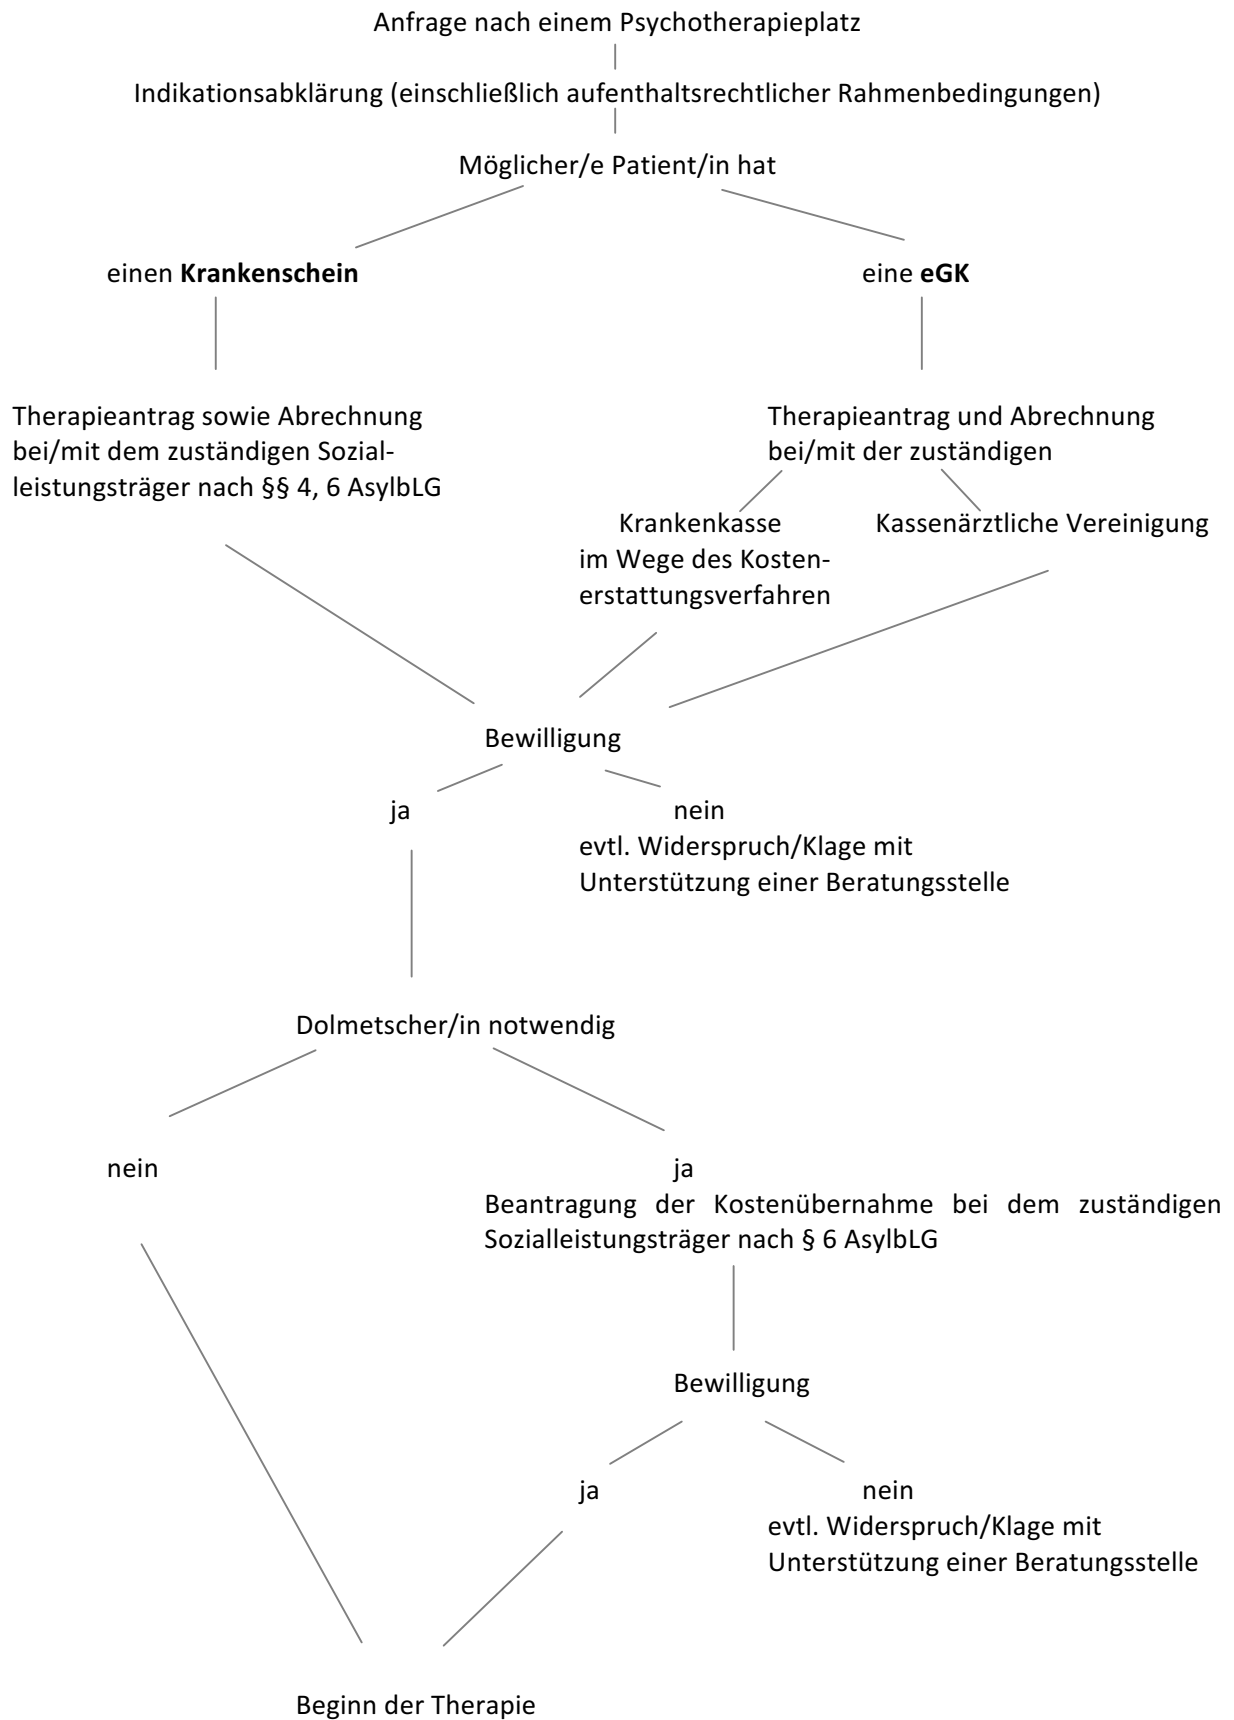 Anfrage nach einem Psychotherapieplatz
Indikationsabklärung (einschließlich aufenthaltsrechtlicher Rahmenbedingungen)
Möglicher/e Patient/in hat
einen Krankenschein
eine eGK
Therapieantrag sowie Abrechnung
bei/mit dem zuständigen Sozial-
leistungsträger nach §§ 4, 6 AsylbLG
Therapieantrag und Abrechnung
bei/mit der zuständigen
Krankenkasse
im Wege des Kosten-
erstattungsverfahren
Kassenärztliche Vereinigung
Bewilligung
ja
nein
evtl. Widerspruch/Klage mit
Unterstützung einer Beratungsstelle
Dolmetscher/in notwendig
nein
ja
Beantragung der Kostenübernahme bei dem zuständigen
Sozialleistungsträger nach § 6 AsylbLG
Bewilligung
ja
nein
evtl. Widerspruch/Klage mit
Unterstützung einer Beratungsstelle
Beginn der Therapie